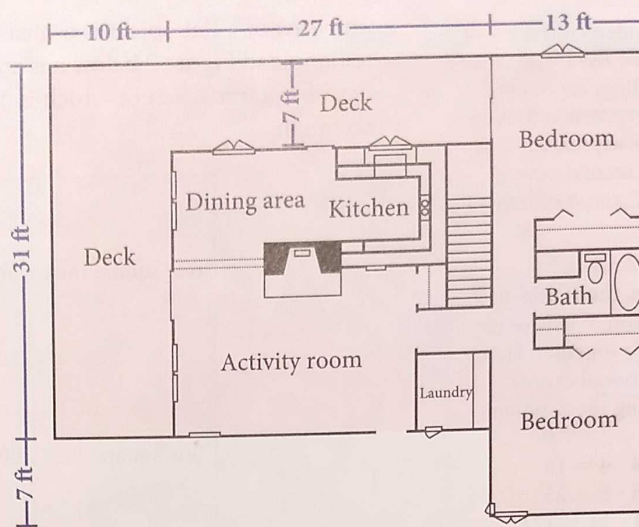 10 ft 27 ft 13 ft
7 ft
Deck
Bedroom
Dining area
Kitchen
31 ft
Deck
Bath
Activity room
Laundry
Bedroom
7 ft